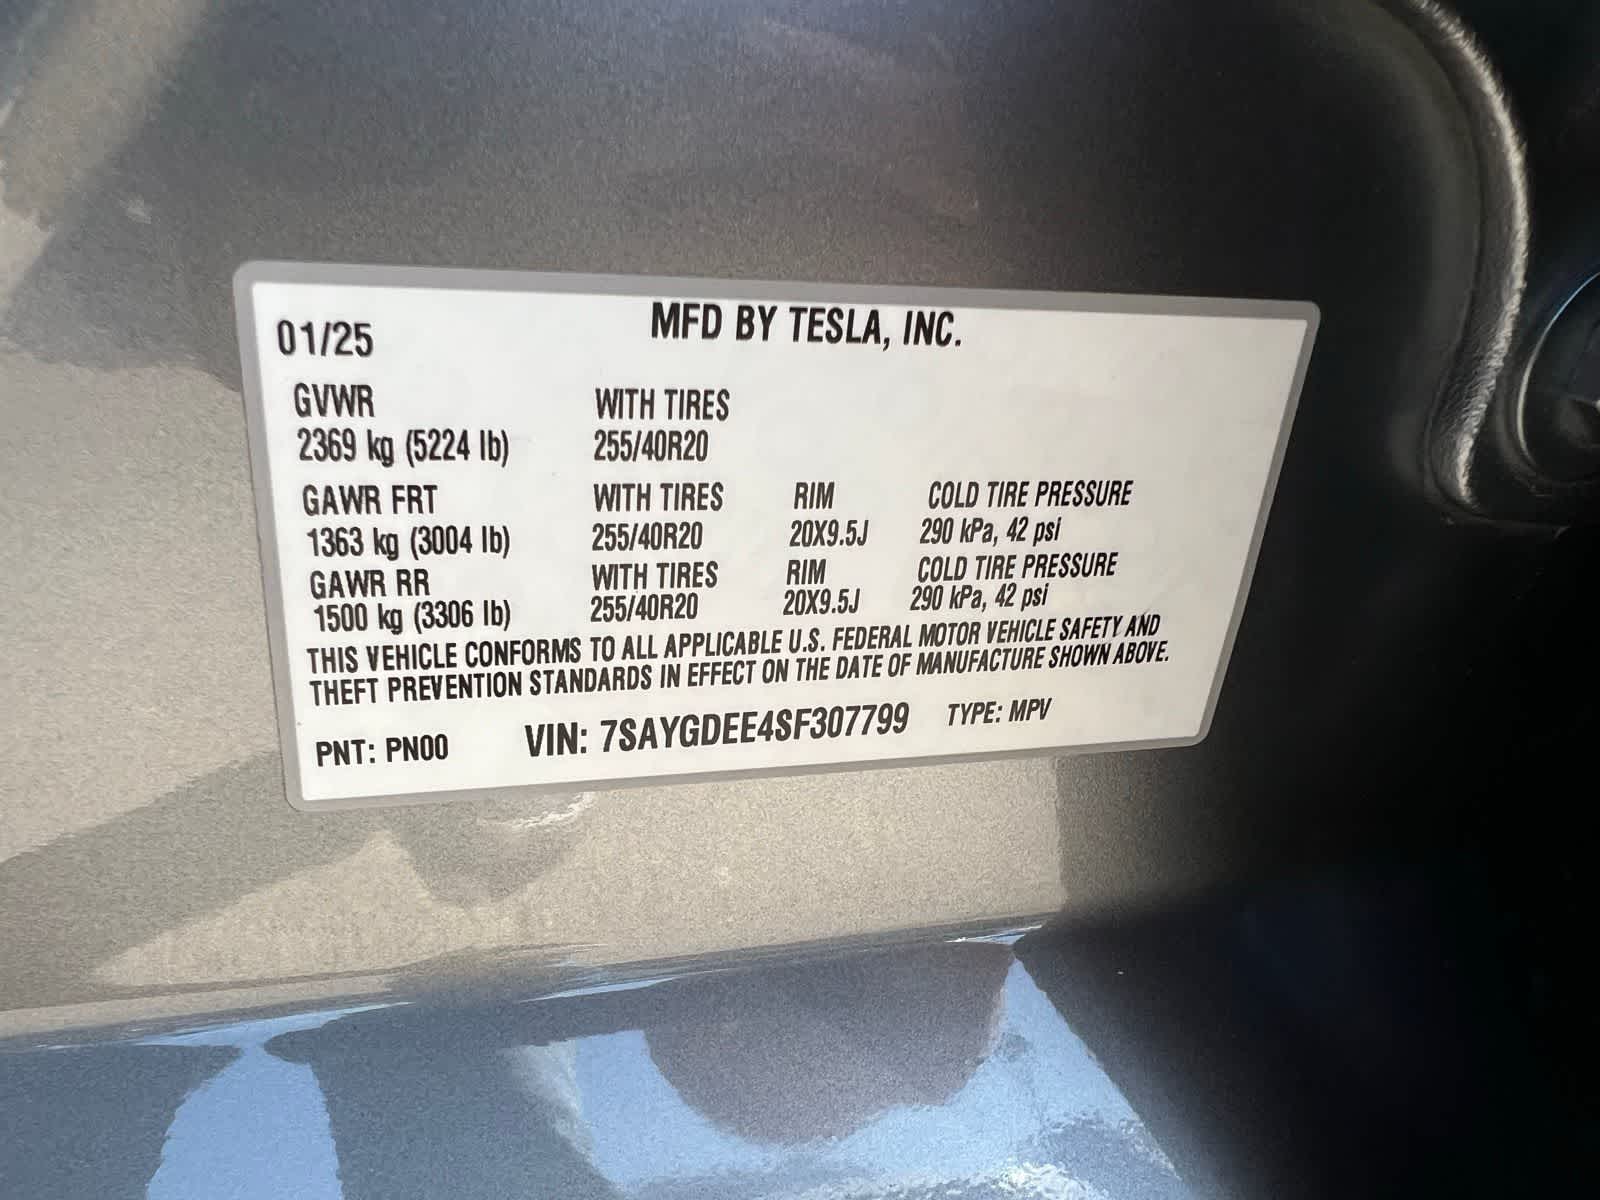 01/25 MFD BY TESLA, INC.
GVWR WITH TIRES
2369 kg (5224 lb) 255/40R20
GAWR FRT WITH TIRES RIM COLD TIRE PRESSURE
1363 kg (3004 lb) 255/40R20 20X9.5J 290 kPa, 42 psi
GAWR RR WITH TIRES RIM COLD TIRE PRESSURE
1500 kg (3306 lb) 255/40R20 20X9.5J 290 kPa, 42 psi
THIS VEHICLE CONFORMS TO ALL APPLICABLE U.S. FEDERAL MOTOR VEHICLE SAFETY AND
THEFT PREVENTION STANDARDS IN EFFECT ON THE DATE OF MANUFACTURE SHOWN ABOVE.
PNT: PN00 VIN: 7SAYGDEE4SF307799 TYPE: MPV